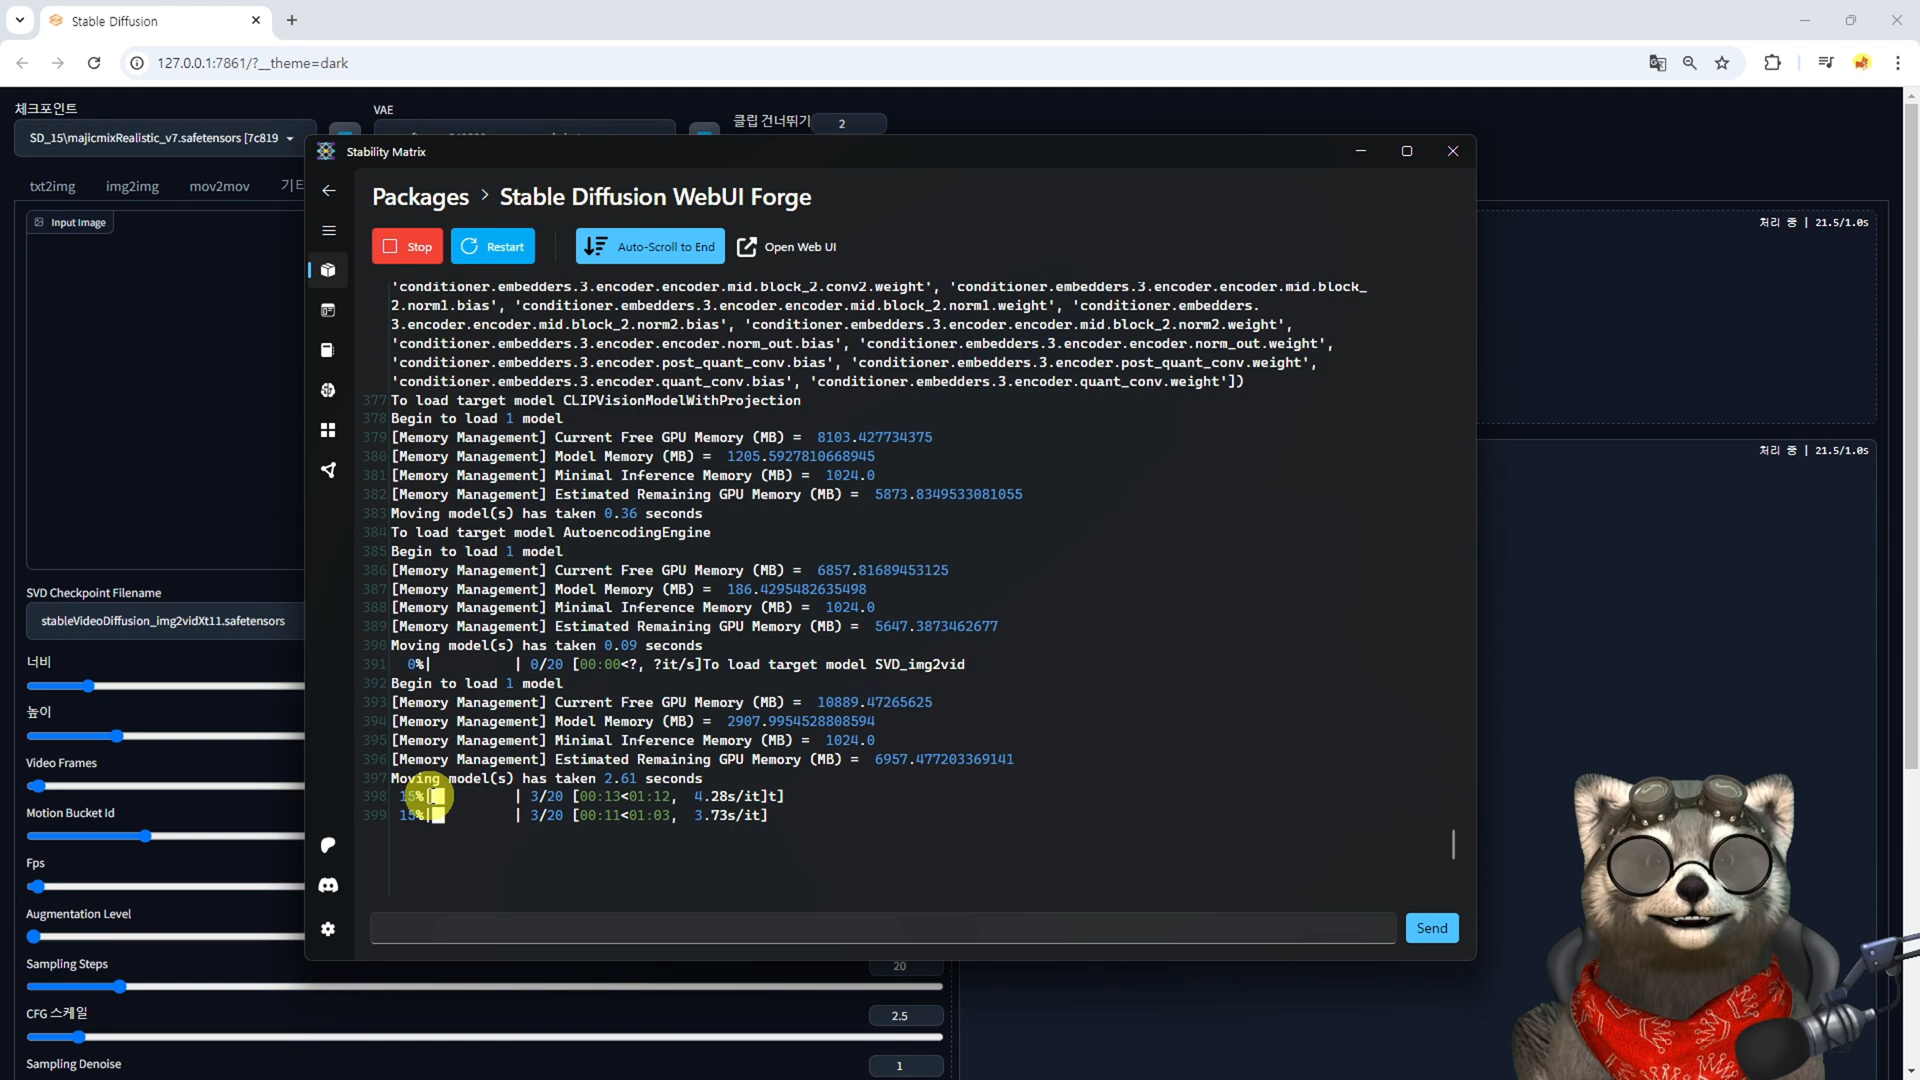 Stable Diffusion
127.0.0.1:7861/?__theme=dark
체크포인트
VAE
클립 건너뛰기
2
SD_15\majicmixRealistic_v7.safetensors [7c819
txt2img
img2img
mov2mov
Input Image
SVD Checkpoint Filename
stableVideoDiffusion_img2vidXt11.safetensors
너비
높이
Video Frames
Motion Bucket Id
Fps
Augmentation Level
Sampling Steps
20
CFG 스케일
2.5
Sampling Denoise
1
Stability Matrix
Packages > Stable Diffusion WebUI Forge
Stop
Restart
Auto-Scroll to End
Open Web UI
'conditioner.embedders.3.encoder.encoder.mid.block_2.conv2.weight', 'conditioner.embedders.3.encoder.encoder.mid.block_
2.norm1.bias', 'conditioner.embedders.3.encoder.encoder.mid.block_2.norm1.weight', 'conditioner.embedders.
3.encoder.encoder.mid.block_2.norm2.bias', 'conditioner.embedders.3.encoder.encoder.mid.block_2.norm2.weight',
'conditioner.embedders.3.encoder.encoder.norm_out.bias', 'conditioner.embedders.3.encoder.encoder.norm_out.weight',
'conditioner.embedders.3.encoder.post_quant_conv.bias', 'conditioner.embedders.3.encoder.post_quant_conv.weight',
'conditioner.embedders.3.encoder.quant_conv.bias', 'conditioner.embedders.3.encoder.quant_conv.weight'])
377 To load target model CLIPVisionModelWithProjection
378 Begin to load 1 model
379 [Memory Management] Current Free GPU Memory (MB) = 8103.427734375
380 [Memory Management] Model Memory (MB) = 1205.5927810668945
381 [Memory Management] Minimal Inference Memory (MB) = 1024.0
382 [Memory Management] Estimated Remaining GPU Memory (MB) = 5873.8349533081055
383 Moving model(s) has taken 0.36 seconds
384 To load target model AutoencodingEngine
385 Begin to load 1 model
386 [Memory Management] Current Free GPU Memory (MB) = 6857.81689453125
387 [Memory Management] Model Memory (MB) = 186.4295482635498
388 [Memory Management] Minimal Inference Memory (MB) = 1024.0
389 [Memory Management] Estimated Remaining GPU Memory (MB) = 5647.3873462677
390 Moving model(s) has taken 0.09 seconds
391 0%| | 0/20 [00:00<?, ?it/s]To load target model SVD_img2vid
392 Begin to load 1 model
393 [Memory Management] Current Free GPU Memory (MB) = 10889.47265625
394 [Memory Management] Model Memory (MB) = 2907.9954528808594
395 [Memory Management] Minimal Inference Memory (MB) = 1024.0
396 [Memory Management] Estimated Remaining GPU Memory (MB) = 6957.477203369141
397 Moving model(s) has taken 2.61 seconds
398 15%| | 3/20 [00:13<01:12, 4.28s/it]t]
399 15%| | 3/20 [00:11<01:03, 3.73s/it]
Send
처리 중 | 21.5/1.0s
처리 중 | 21.5/1.0s